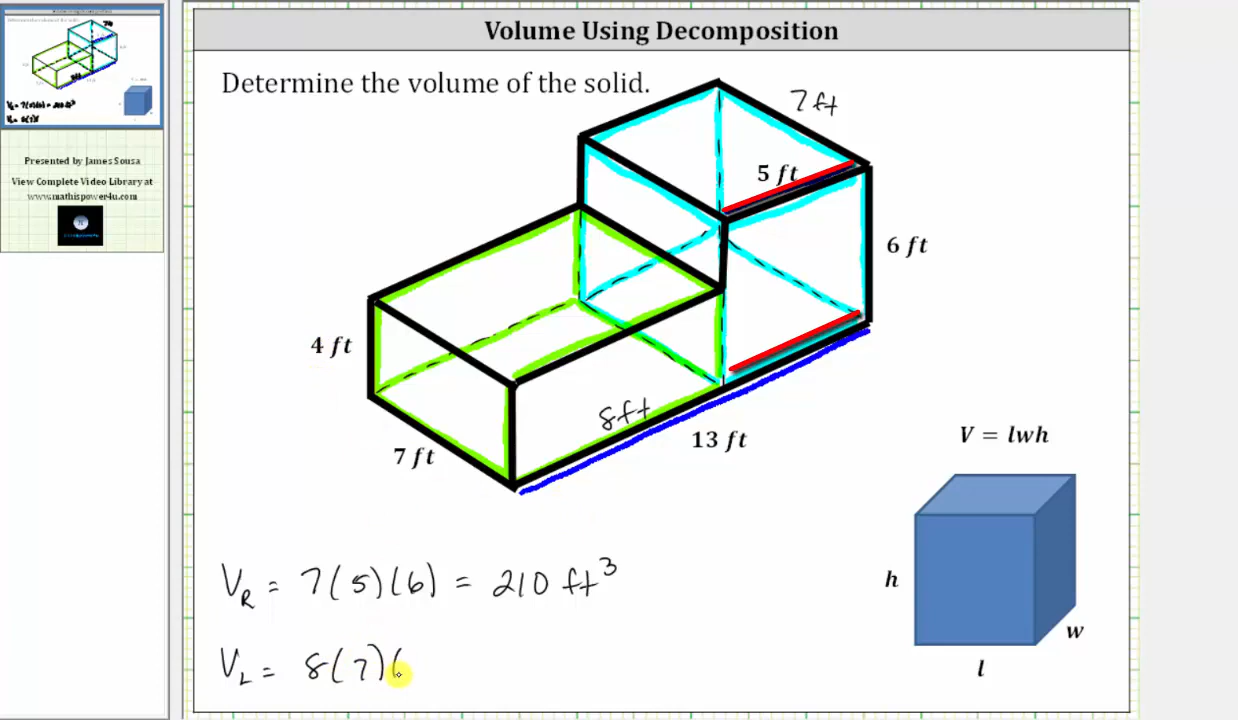 Volume Using Decomposition
Determine the volume of the solid.
7 ft
5 ft
6 ft
4 ft
8 ft
7 ft
13 ft
V = lwh
h
w
l
V_R = 7(5)(6) = 210 ft³
V_L = 8(7)(
Presented by James Sousa
View Complete Video Library at
www.mathispower4u.com